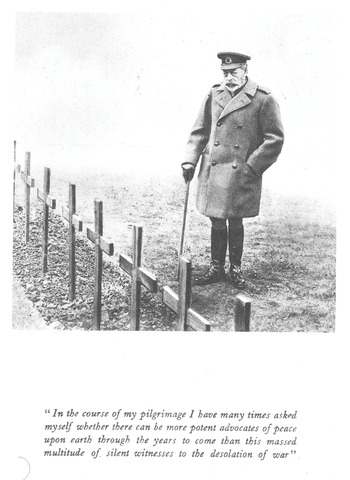 "In the course of my pilgrimage I have many times asked
myself whether there can be more potent advocates of peace
upon earth through the years to come than this massed
multitude of silent witnesses to the desolation of war"